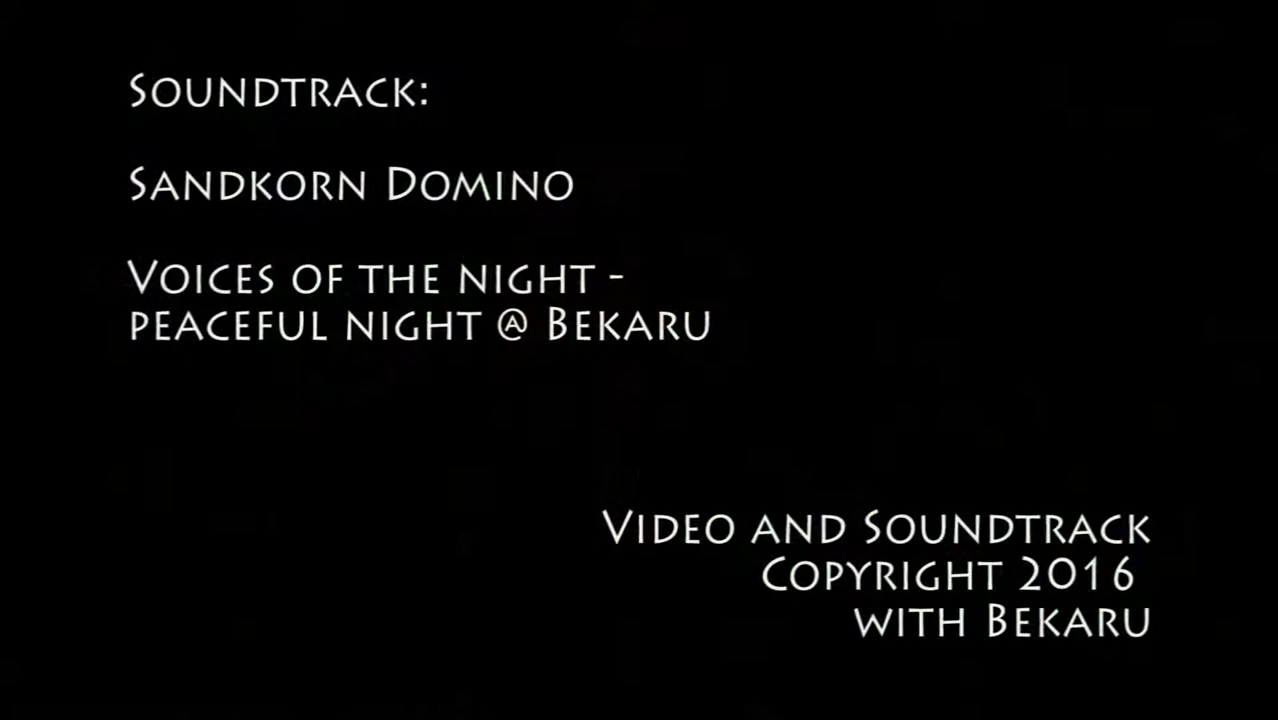 Soundtrack:
Sandkorn Domino
Voices of the night -
peaceful night @ Bekaru
Video and Soundtrack
Copyright 2016
with Bekaru